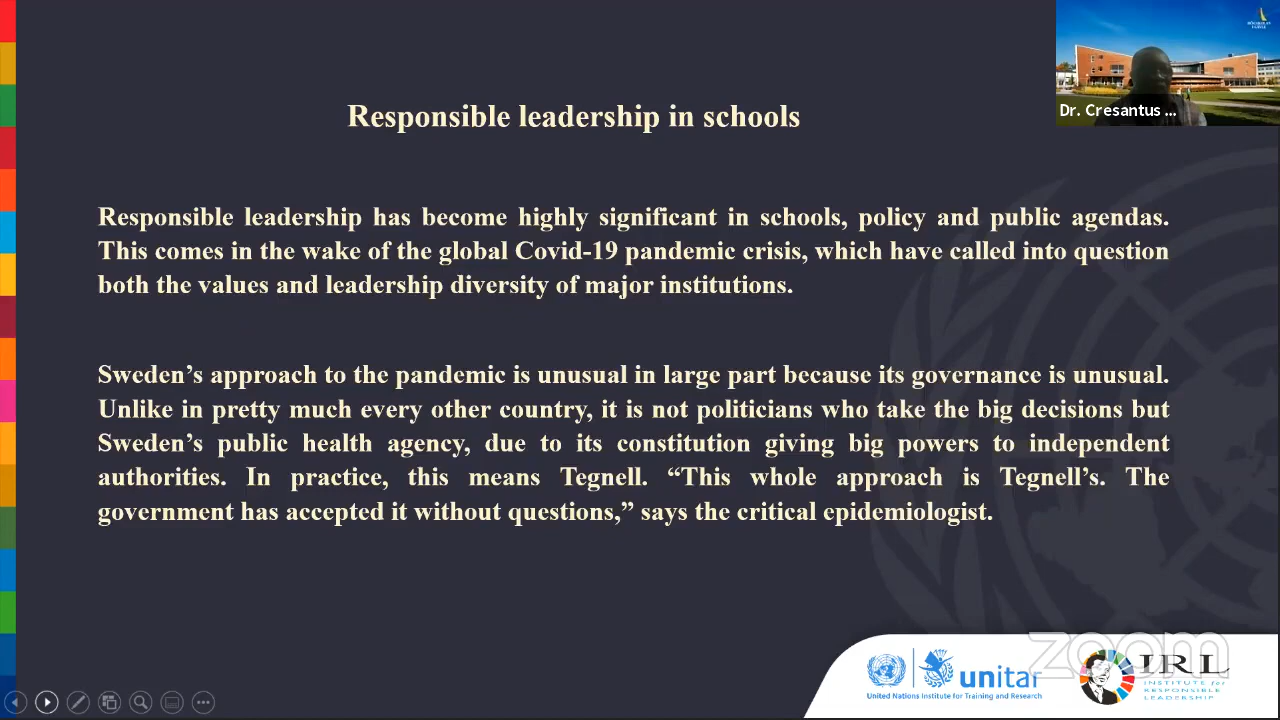 Responsible leadership in schools
Dr. Cresantus ...
Responsible leadership has become highly significant in schools, policy and public agendas.
This comes in the wake of the global Covid-19 pandemic crisis, which have called into question
both the values and leadership diversity of major institutions.
Sweden’s approach to the pandemic is unusual in large part because its governance is unusual.
Unlike in pretty much every other country, it is not politicians who take the big decisions but
Sweden’s public health agency, due to its constitution giving big powers to independent
authorities. In practice, this means Tegnell. “This whole approach is Tegnell’s. The
government has accepted it without questions,” says the critical epidemiologist.
unitar
United Nations Institute for Training and Research
zoom
IRL
INSTITUTE for
RESPONSIBLE
LEADERSHIP